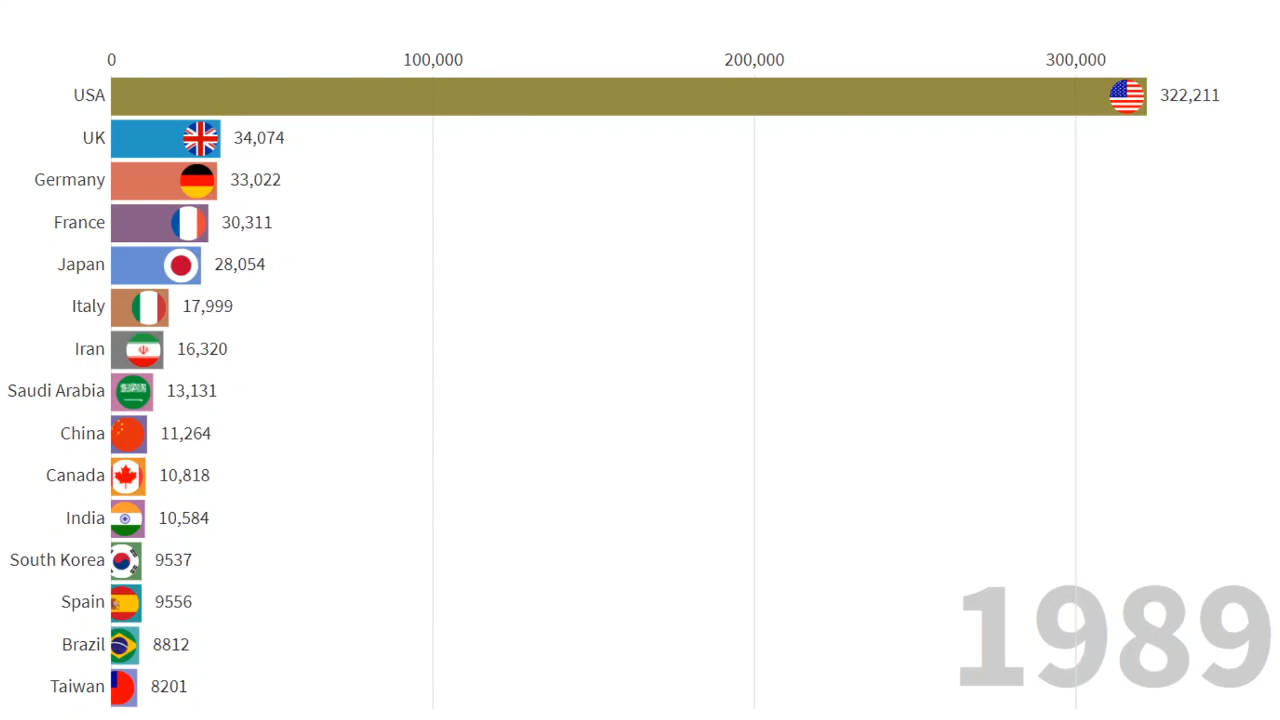 0 100,000 200,000 300,000
USA 322,211
UK 34,074
Germany 33,022
France 30,311
Japan 28,054
Italy 17,999
Iran 16,320
Saudi Arabia 13,131
China 11,264
Canada 10,818
India 10,584
South Korea 9537
Spain 9556
Brazil 8812
Taiwan 8201
1989